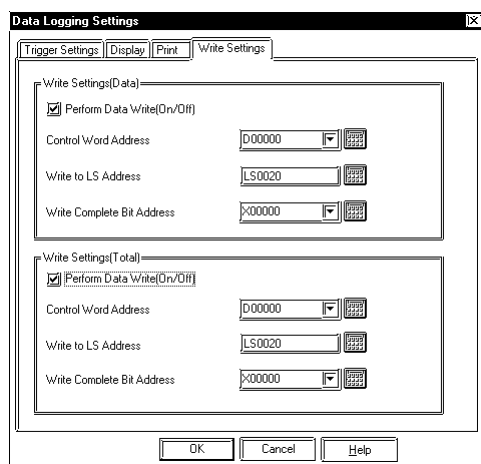 Data Logging Settings
Trigger Settings Display Print Write Settings
Write Settings(Data)
Perform Data Write(On/Off)
Control Word Address D00000
Write to LS Address LS0020
Write Complete Bit Address X00000
Write Settings(Total)
Perform Data Write(On/Off)
Control Word Address D00000
Write to LS Address LS0020
Write Complete Bit Address X00000
OK Cancel Help